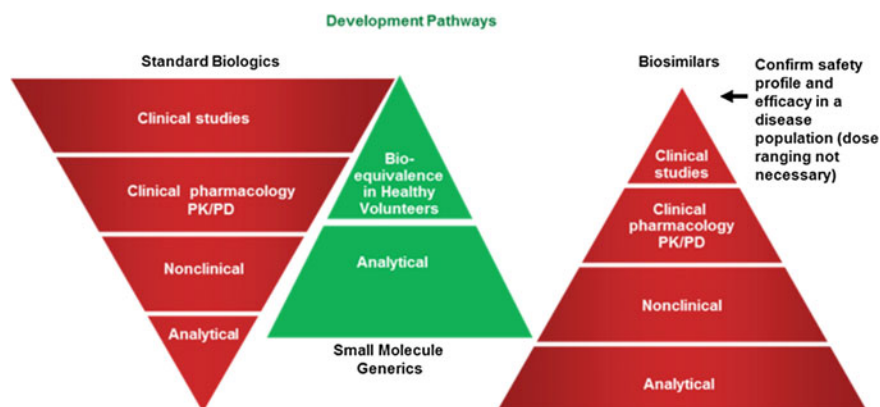 Development Pathways
Standard Biologics
Clinical studies
Clinical pharmacology
PK/PD
Nonclinical
Analytical
Bio-
equivalence
in Healthy
Volunteers
Analytical
Small Molecule
Generics
Biosimilars
Clinical
studies
Clinical
pharmacology
PK/PD
Nonclinical
Analytical
Confirm safety
profile and
efficacy in a
disease
population (dose
ranging not
necessary)